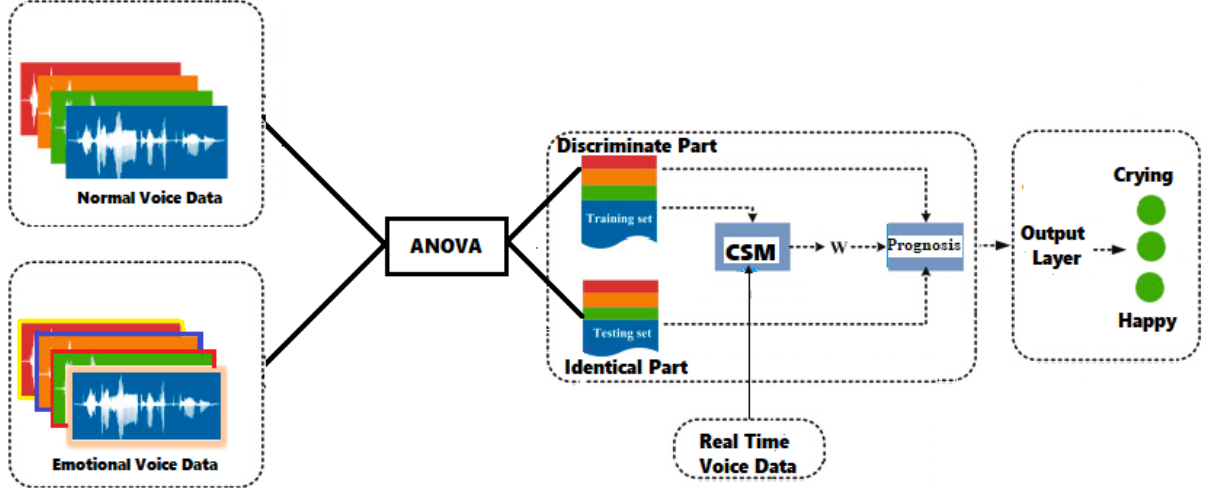 Normal Voice Data
Emotional Voice Data
ANOVA
Discriminate Part
Training set
CSM
W
Prognosis
Testing set
Identical Part
Real Time
Voice Data
Output
Layer
Crying
Happy